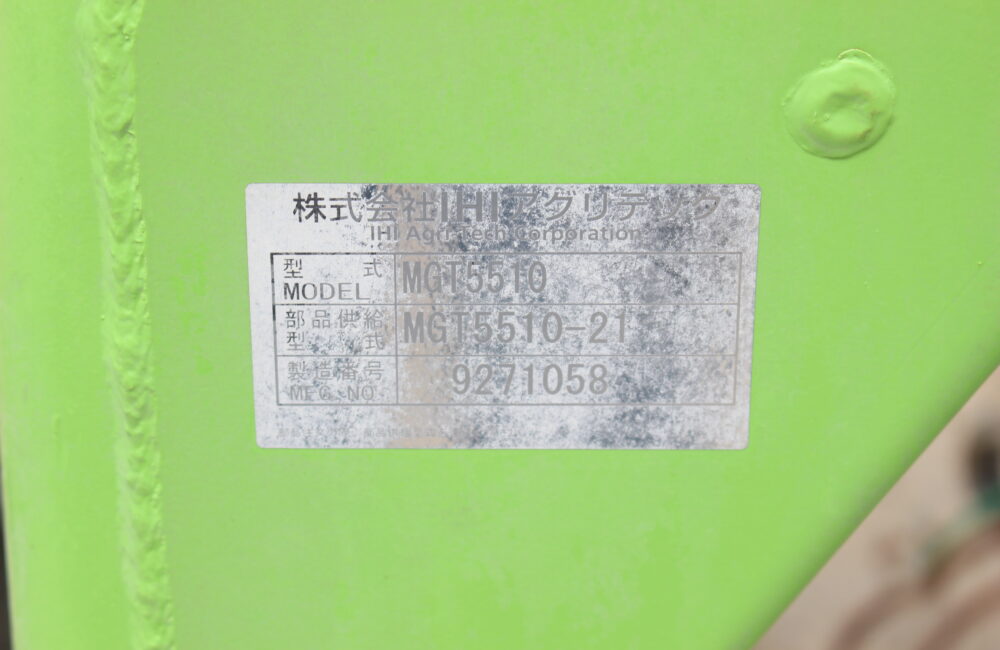 株式会社IHIアグリテック
IHI Agri-Tech Corporation
型式 MGT5510
MODEL
部品供給 MGT5510-21
型式
製造番号 9271058
MFG NO